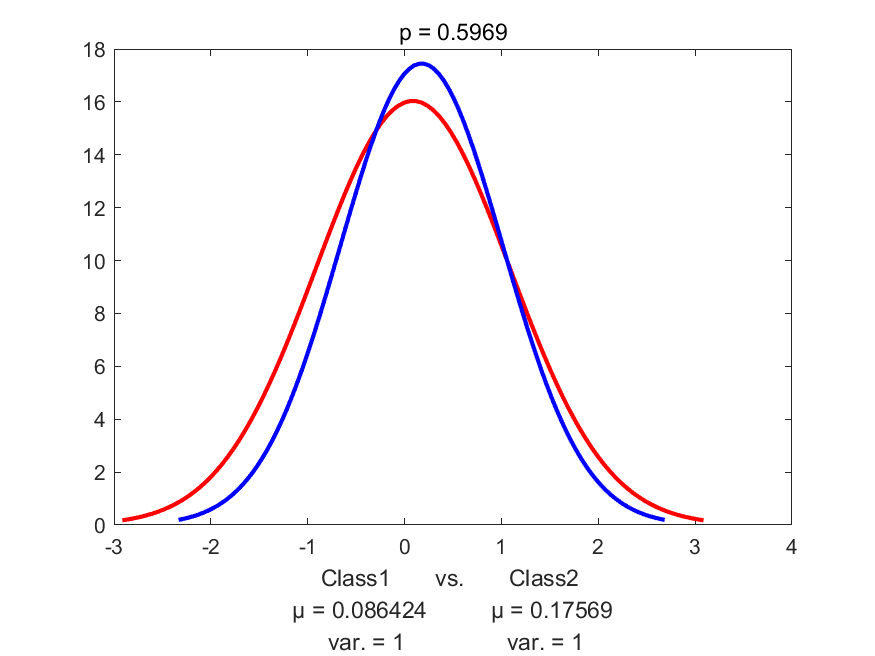 p = 0.5969
18
16
14
12
10
8
6
4
2
0
-3 -2 -1 0 1 2 3 4
Class1 vs. Class2
μ = 0.086424 μ = 0.17569
var. = 1 var. = 1